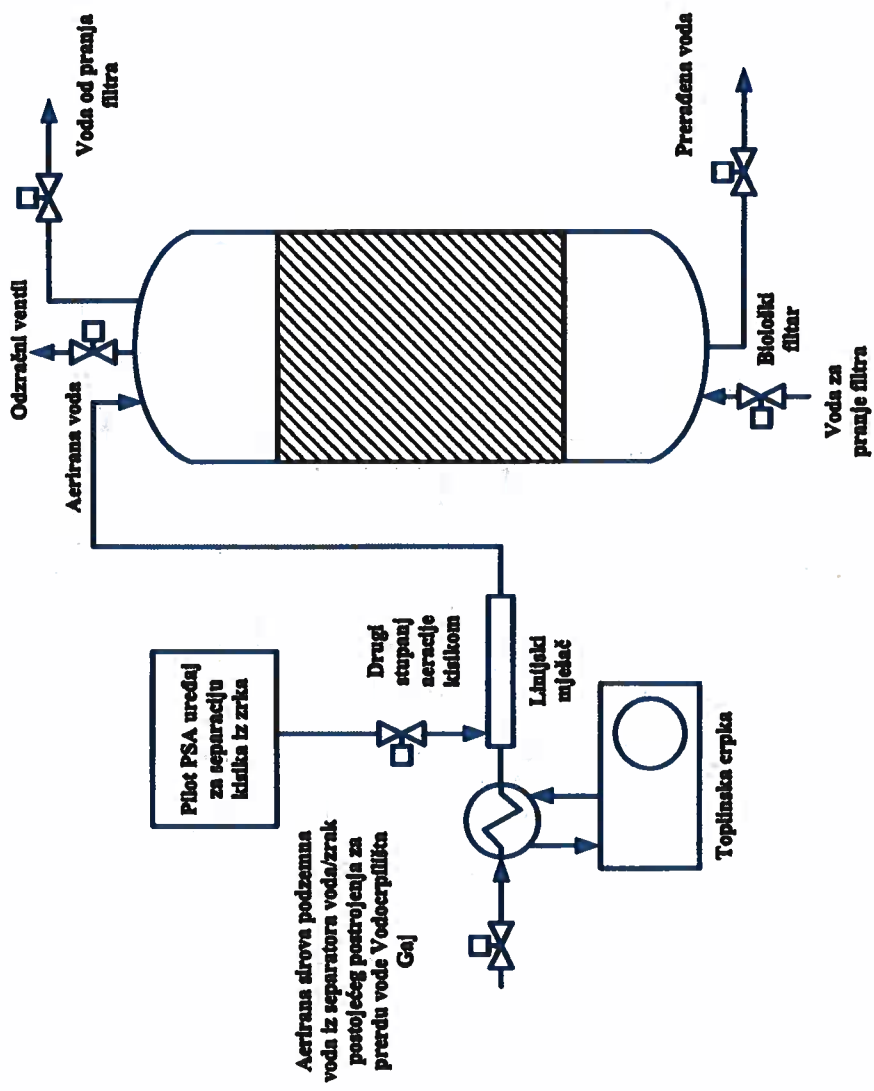 Aerirana sirova podzemna
voda iz separatora voda/zrak
postojećeg postrojenja za
prerdu vode Vodocrpilišta
Gaj
Pilot PSA uređaj
za separaciju
kisika iz zrka
Drugi
stupanj
aeracije
kisikom
Linijski
mješač
Toplinska crpka
Aerirana voda
Odzračni ventil
Voda od pranja
filtra
Voda za
pranje filtra
Biološki
filtar
Prerađena voda